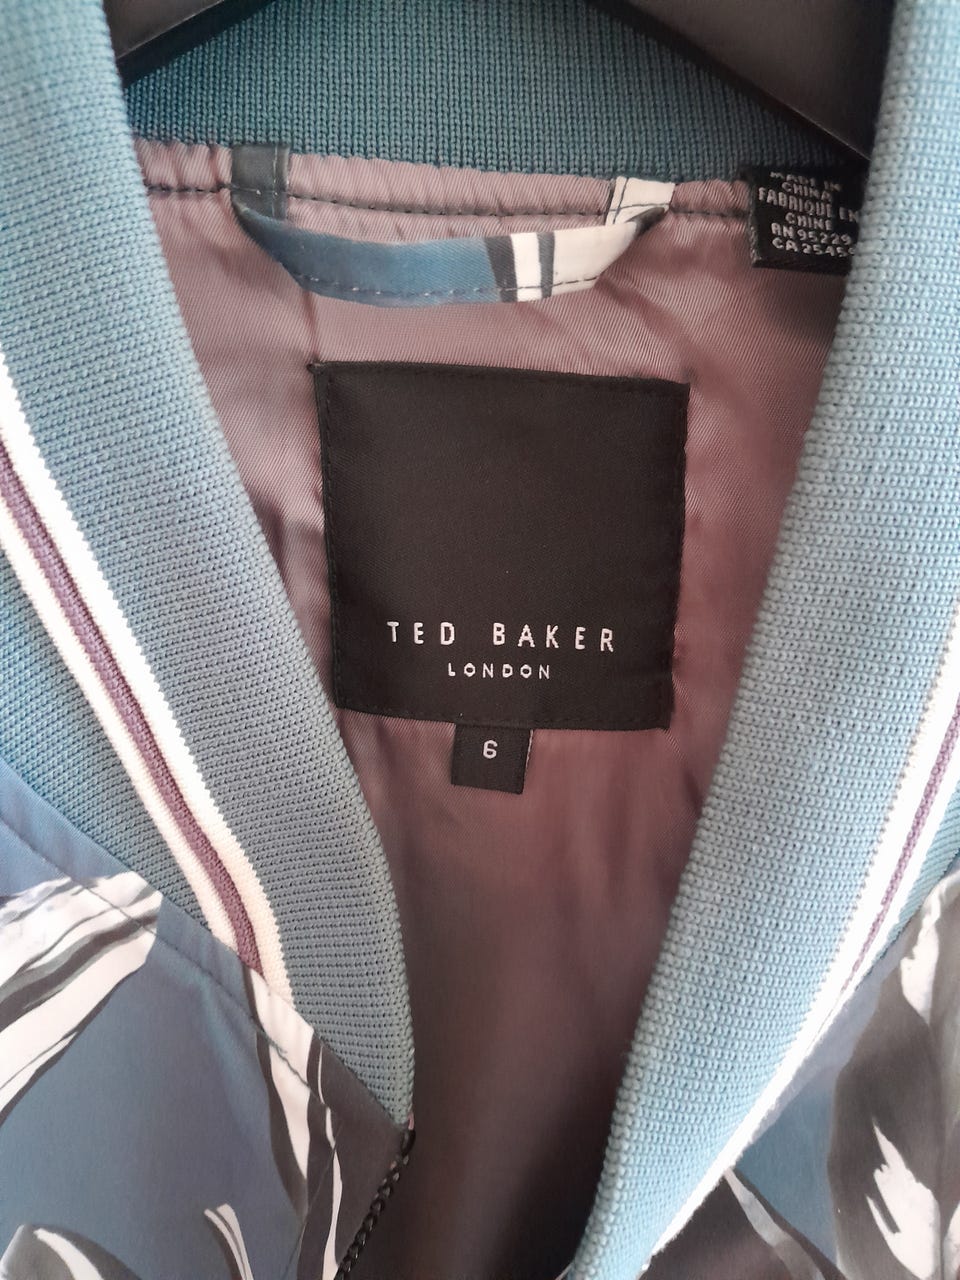 MADE IN
CHINA
FABRIQUE EN
CHINE
RN 95229
TED BAKER
LONDON
6